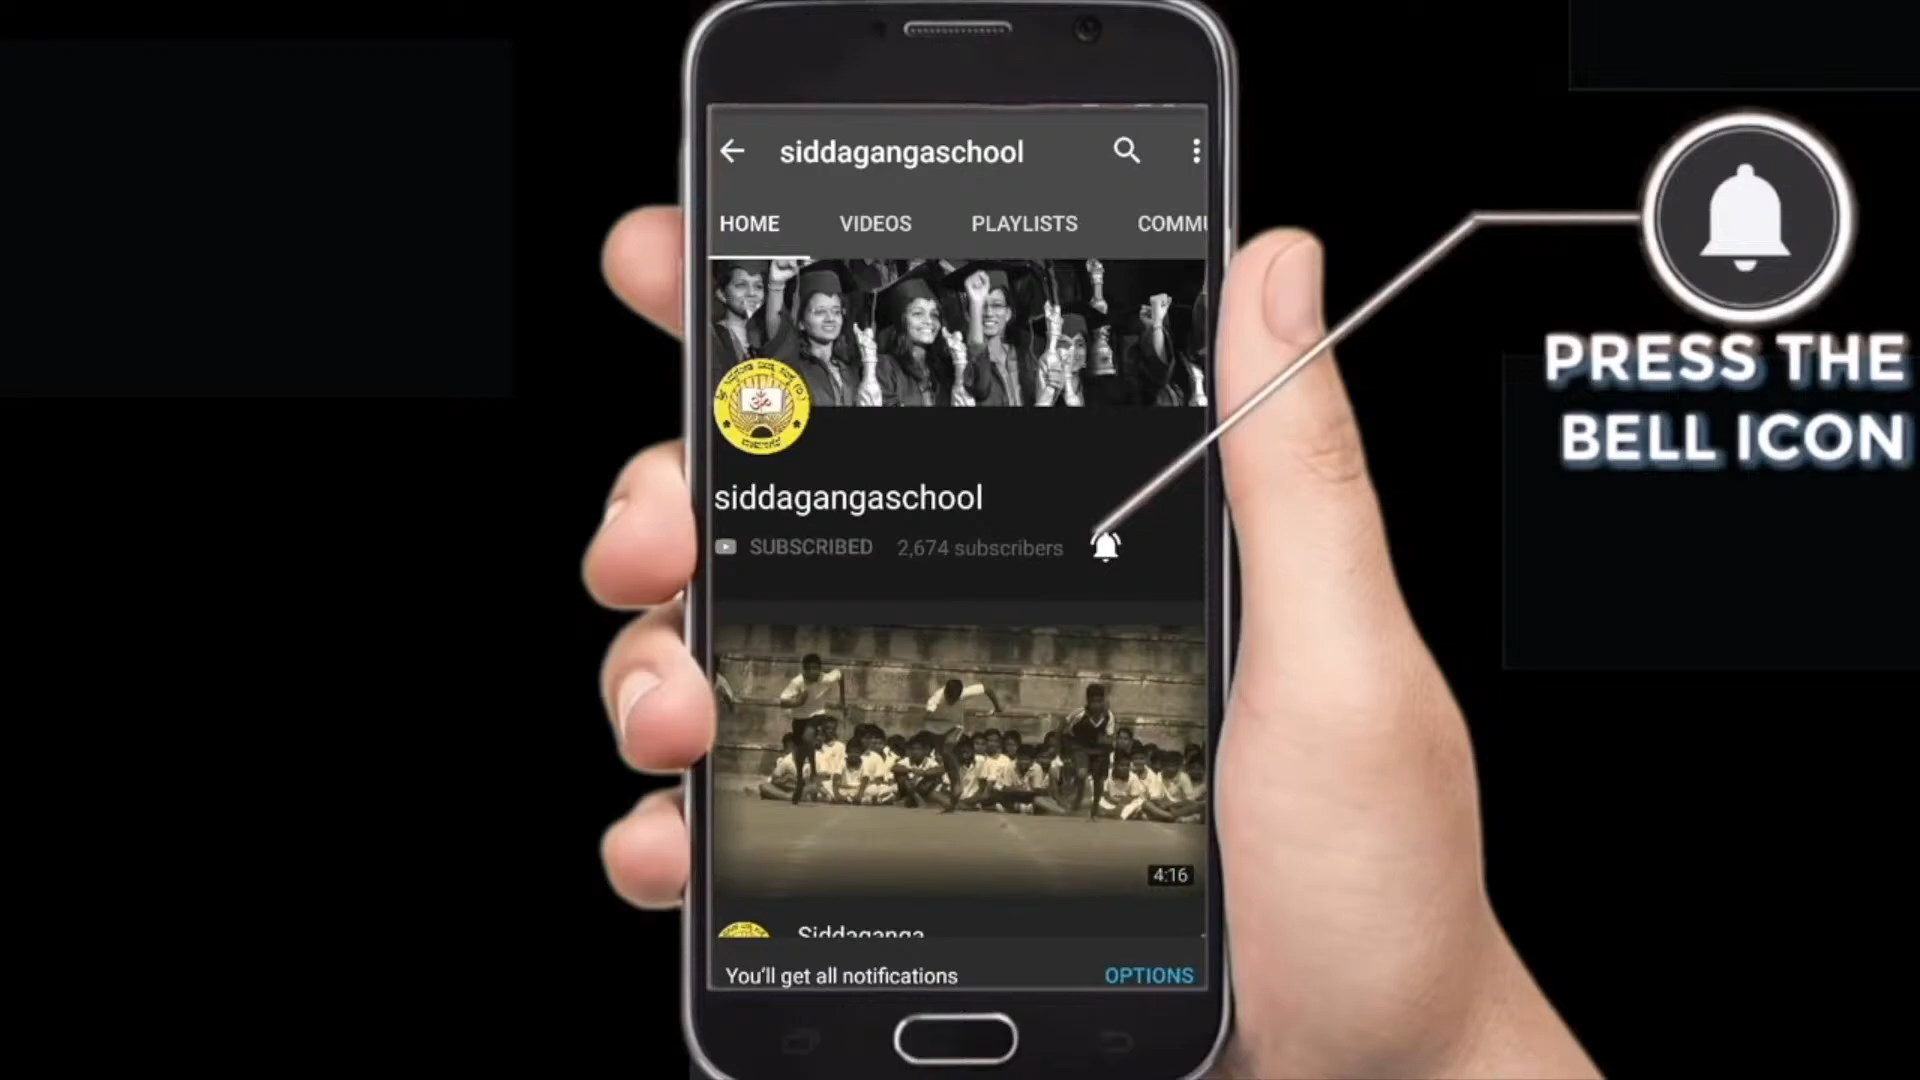 siddagangaschool
HOME VIDEOS PLAYLISTS COMMU
siddagangaschool
SUBSCRIBED 2,674 subscribers
4:16
Siddaganga
You'll get all notifications OPTIONS
PRESS THE
BELL ICON